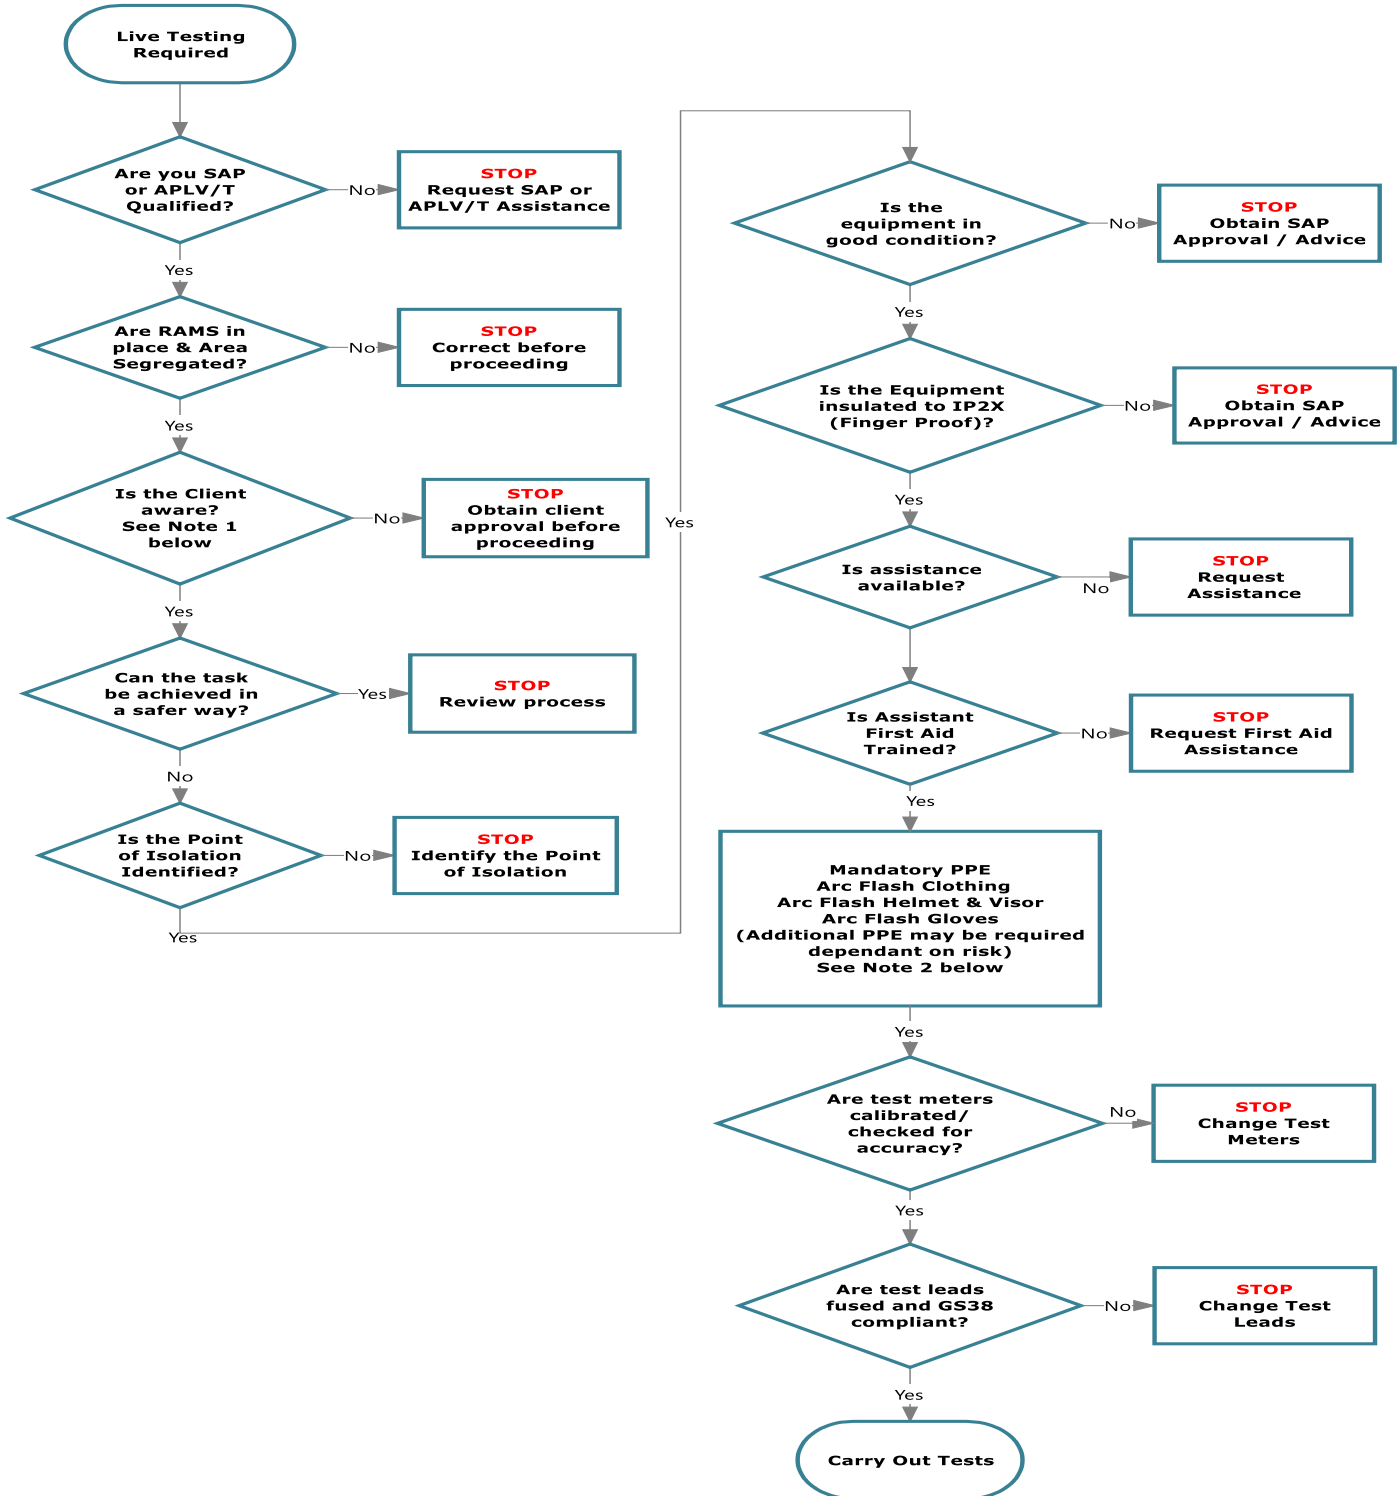 Live Testing
Required
Are you SAP
or APLV/T
Qualified?
No
STOP
Request SAP or
APLV/T Assistance
Yes
Are RAMS in
place & Area
Segregated?
No
STOP
Correct before
proceeding
Yes
Is the Client
aware?
See Note 1
below
No
STOP
Obtain client
approval before
proceeding
Yes
Can the task
be achieved in
a safer way?
Yes
STOP
Review process
No
Is the Point
of Isolation
Identified?
No
STOP
Identify the Point
of Isolation
Yes
Yes
Is the
equipment in
good condition?
No
STOP
Obtain SAP
Approval / Advice
Yes
Is the Equipment
insulated to IP2X
(Finger Proof)?
No
STOP
Obtain SAP
Approval / Advice
Yes
Is assistance
available?
No
STOP
Request
Assistance
Is Assistant
First Aid
Trained?
No
STOP
Request First Aid
Assistance
Yes
Mandatory PPE
Arc Flash Clothing
Arc Flash Helmet & Visor
Arc Flash Gloves
(Additional PPE may be required
dependant on risk)
See Note 2 below
Yes
Are test meters
calibrated/
checked for
accuracy?
No
STOP
Change Test
Meters
Yes
Are test leads
fused and GS38
compliant?
No
STOP
Change Test
Leads
Yes
Carry Out Tests